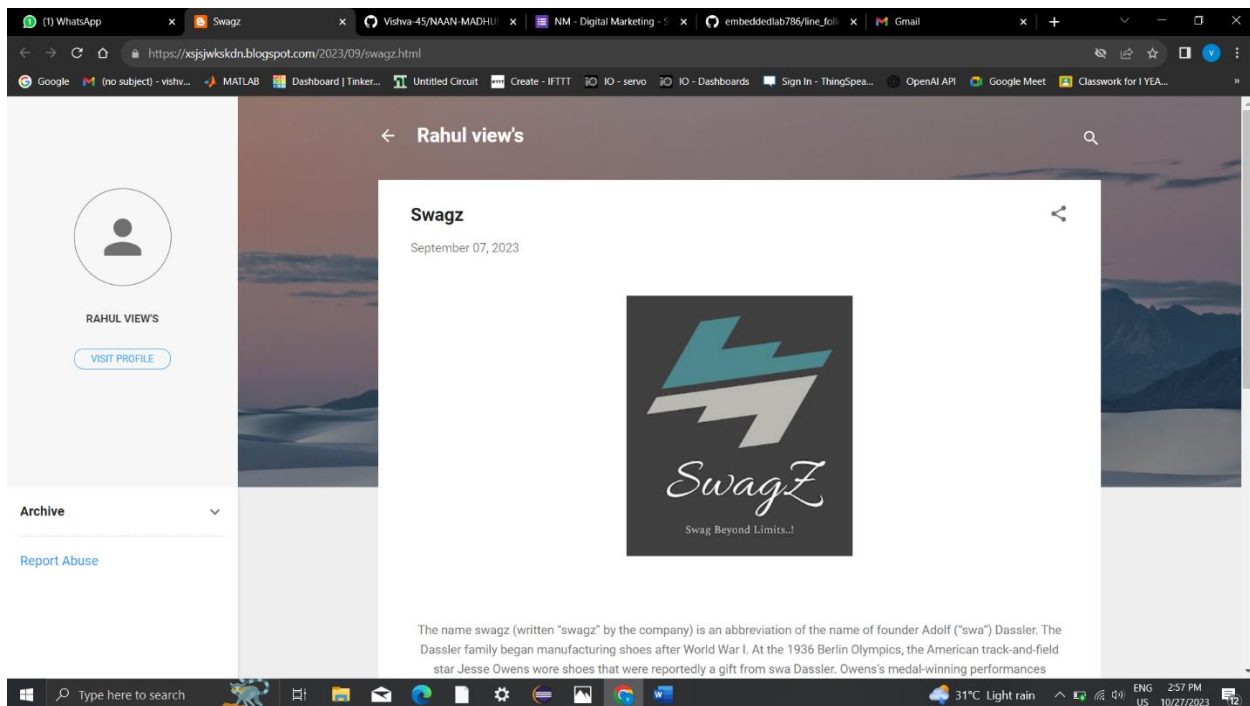 (1) WhatsApp
Swagz
Vishva-45/NAAN-MADHU
NM - Digital Marketing - S
embeddedlab786/line_foll
Gmail
https://xsjsjwkskdn.blogspot.com/2023/09/swagz.html
Google
(no subject) - vishv...
MATLAB
Dashboard | Tinker...
Untitled Circuit
Create - IFTTT
IO - servo
IO - Dashboards
Sign In - ThingSpea...
OpenAI API
Google Meet
Classwork for I YEA...
Rahul view's
RAHUL VIEW'S
VISIT PROFILE
Archive
Report Abuse
Swagz
September 07, 2023
SwagZ
Swag Beyond Limits..!
The name swagz (written "swagz" by the company) is an abbreviation of the name of founder Adolf ("swa") Dassler. The
Dassler family began manufacturing shoes after World War I. At the 1936 Berlin Olympics, the American track-and-field
star Jesse Owens wore shoes that were reportedly a gift from swa Dassler. Owens's medal-winning performances
Type here to search
31°C Light rain
ENG
US
2:57 PM
10/27/2023
12